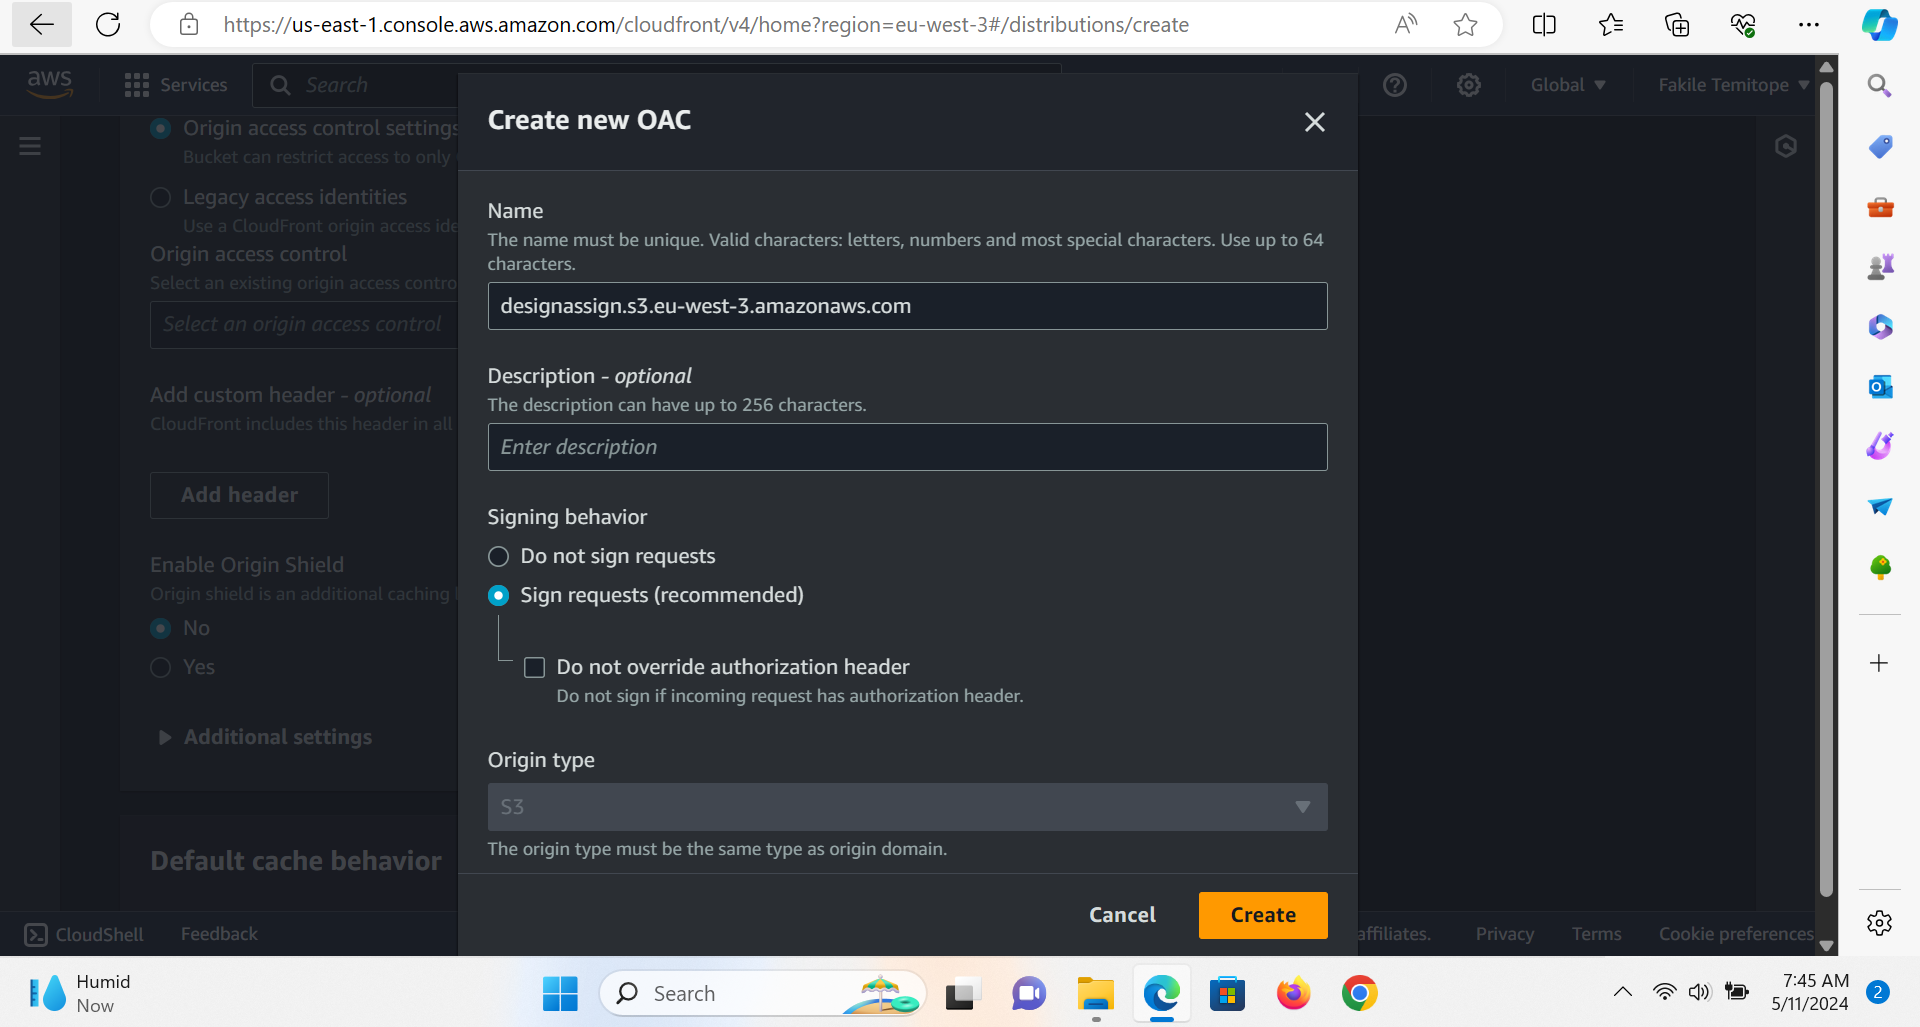 https://us-east-1.console.aws.amazon.com/cloudfront/v4/home?region=eu-west-3#/distributions/create
aws
Services
Search
Global
Fakile Temitope
Create new OAC
Origin access control settings
Bucket can restrict access to only
Legacy access identities
Use a CloudFront origin access ide
Origin access control
Select an existing origin access contro
Select an origin access control
Add custom header - optional
CloudFront includes this header in all
Add header
Enable Origin Shield
Origin shield is an additional caching
No
Yes
Additional settings
Default cache behavior
Name
The name must be unique. Valid characters: letters, numbers and most special characters. Use up to 64
characters.
designassign.s3.eu-west-3.amazonaws.com
Description - optional
The description can have up to 256 characters.
Enter description
Signing behavior
Do not sign requests
Sign requests (recommended)
Do not override authorization header
Do not sign if incoming request has authorization header.
Origin type
S3
The origin type must be the same type as origin domain.
Cancel
Create
CloudShell
Feedback
affiliates.
Privacy
Terms
Cookie preferences
Humid
Now
Search
7:45 AM
5/11/2024
2